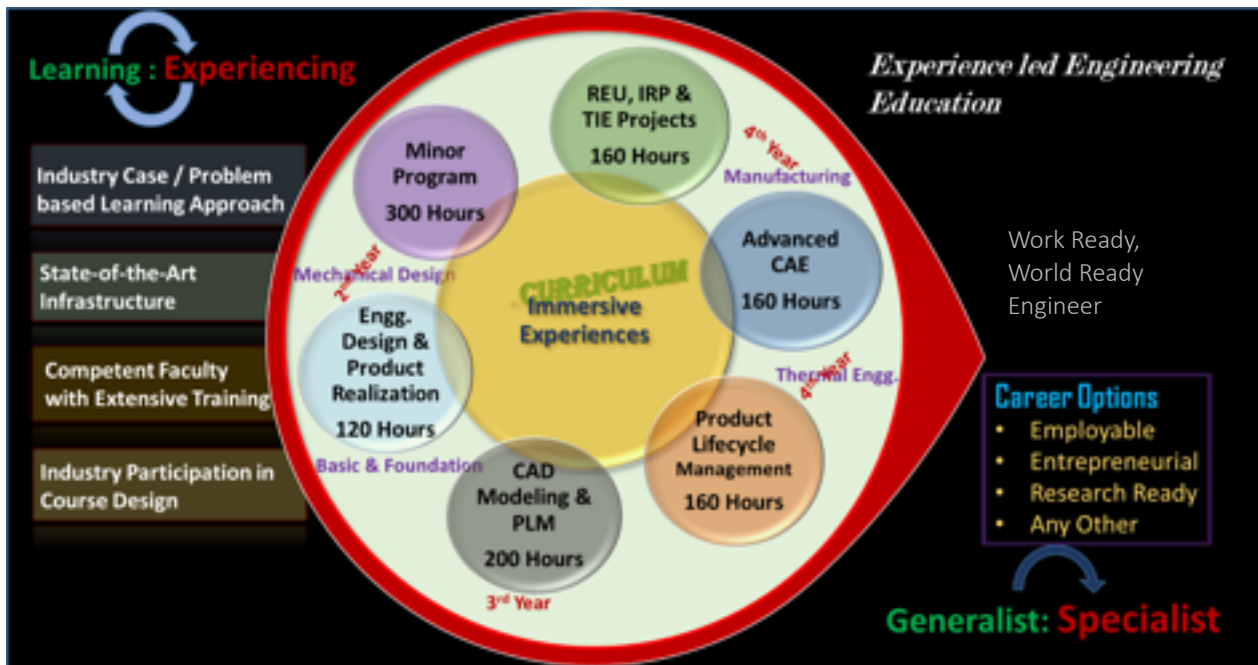 Learning : Experiencing
Industry Case / Problem
based Learning Approach
State-of-the-Art
Infrastructure
Competent Faculty
with Extensive Training
Industry Participation in
Course Design
REU, IRP &
TIE Projects
160 Hours
4th Year
Manufacturing
Minor
Program
300 Hours
2nd Year
Mechanical Design
Advanced
CAE
160 Hours
CURRICULUM
Immersive
Experiences
Engg.
Design &
Product
Realization
120 Hours
Basic & Foundation
4th Year
Thermal Engg.
Product
Lifecycle
Management
160 Hours
CAD
Modeling &
PLM
200 Hours
3rd Year
Experience led Engineering
Education
Work Ready,
World Ready
Engineer
Career Options
• Employable
• Entrepreneurial
• Research Ready
• Any Other
Generalist: Specialist